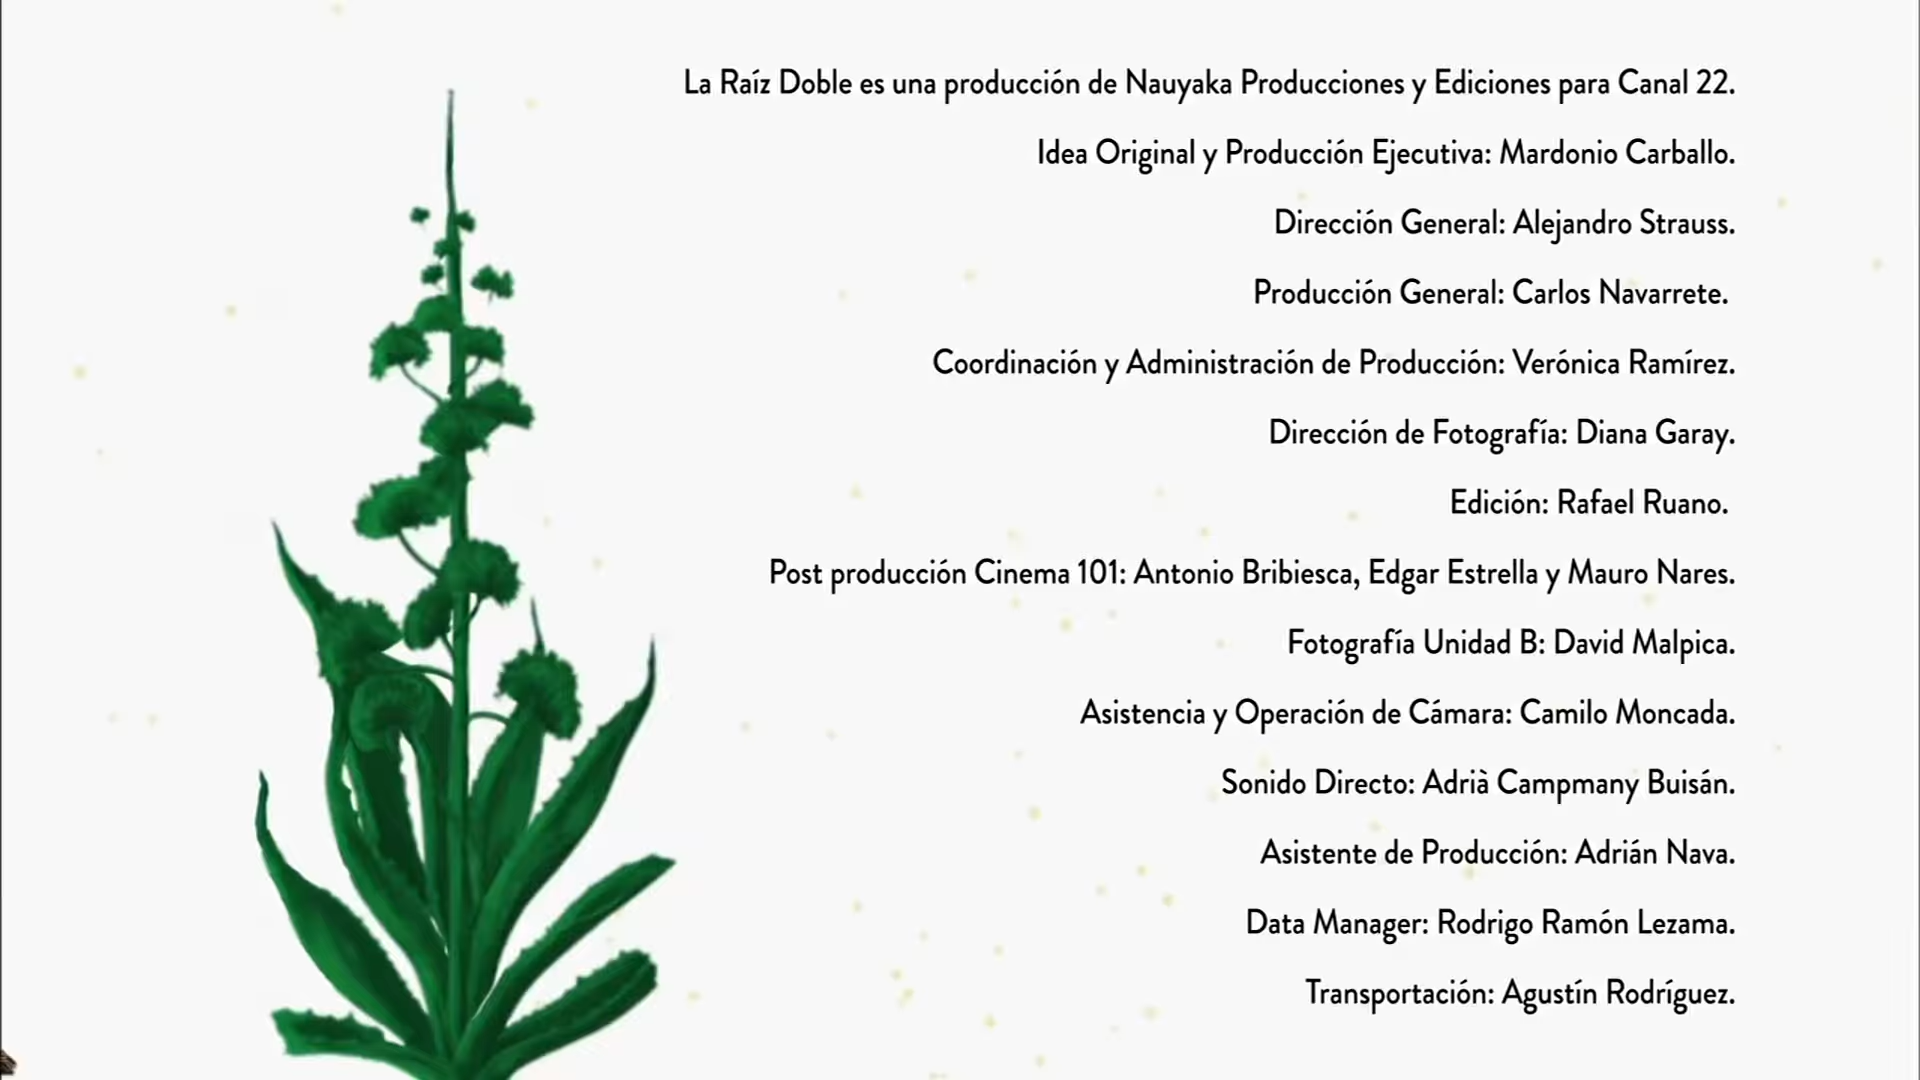 La Raíz Doble es una producción de Nauyaka Producciones y Ediciones para Canal 22.
Idea Original y Producción Ejecutiva: Mardonio Carballo.
Dirección General: Alejandro Strauss.
Producción General: Carlos Navarrete.
Coordinación y Administración de Producción: Verónica Ramírez.
Dirección de Fotografía: Diana Garay.
Edición: Rafael Ruano.
Post producción Cinema 101: Antonio Bribiesca, Edgar Estrella y Mauro Nares.
Fotografía Unidad B: David Malpica.
Asistencia y Operación de Cámara: Camilo Moncada.
Sonido Directo: Adrià Campmany Buisán.
Asistente de Producción: Adrián Nava.
Data Manager: Rodrigo Ramón Lezama.
Transportación: Agustín Rodríguez.